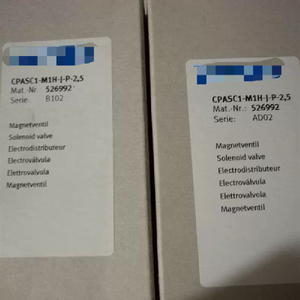 CPASC1-M1H-J-P-2,5
Mat.-Nr. 526992
Serie: B102
Magnetventil
Solenoid valve
Electrodistributeur
Electroválvula
Elettrovalvola
Magnetventil
CPASC1-M1H-J-P-2,5
Mat.-Nr.: 526992
Serie: AD02
Magnetventil
Solenoid valve
Electrodistributeur
Electroválvula
Elettrovalvola
Magnetventil